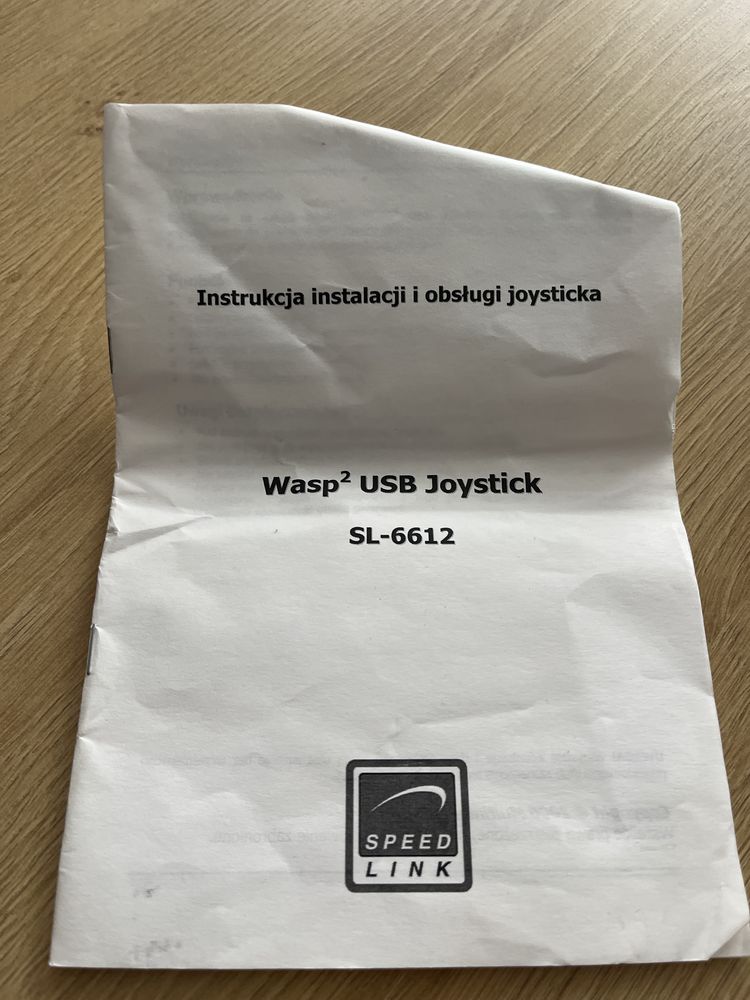 Instrukcja instalacji i obsługi joysticka
Wasp² USB Joystick
SL-6612
SPEED
LINK